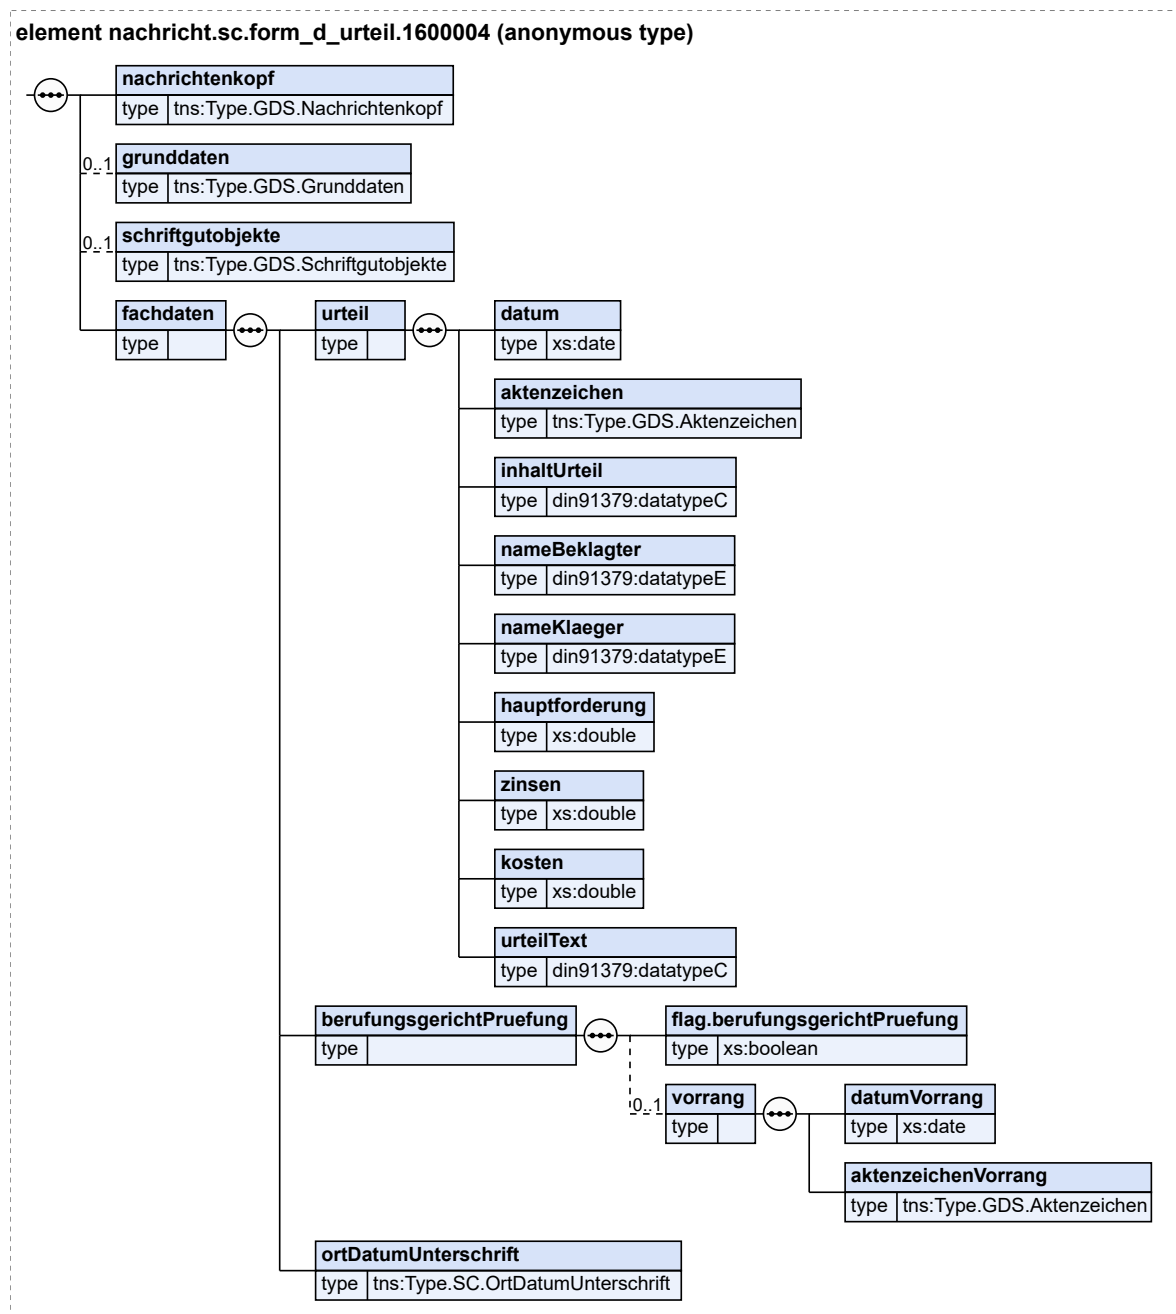 element nachricht.sc.form_d_urteil.1600004 (anonymous type)
nachrichtenkopf
type tns:Type.GDS.Nachrichtenkopf
0..1
grunddaten
type tns:Type.GDS.Grunddaten
0..1
schriftgutobjekte
type tns:Type.GDS.Schriftgutobjekte
fachdaten
type
urteil
type
datum
type xs:date
aktenzeichen
type tns:Type.GDS.Aktenzeichen
inhaltUrteil
type din91379:datatypeC
nameBeklagter
type din91379:datatypeE
nameKlaeger
type din91379:datatypeE
hauptforderung
type xs:double
zinsen
type xs:double
kosten
type xs:double
urteilText
type din91379:datatypeC
berufungsgerichtPruefung
type
flag.berufungsgerichtPruefung
type xs:boolean
0..1
vorrang
type
datumVorrang
type xs:date
aktenzeichenVorrang
type tns:Type.GDS.Aktenzeichen
ortDatumUnterschrift
type tns:Type.SC.OrtDatumUnterschrift